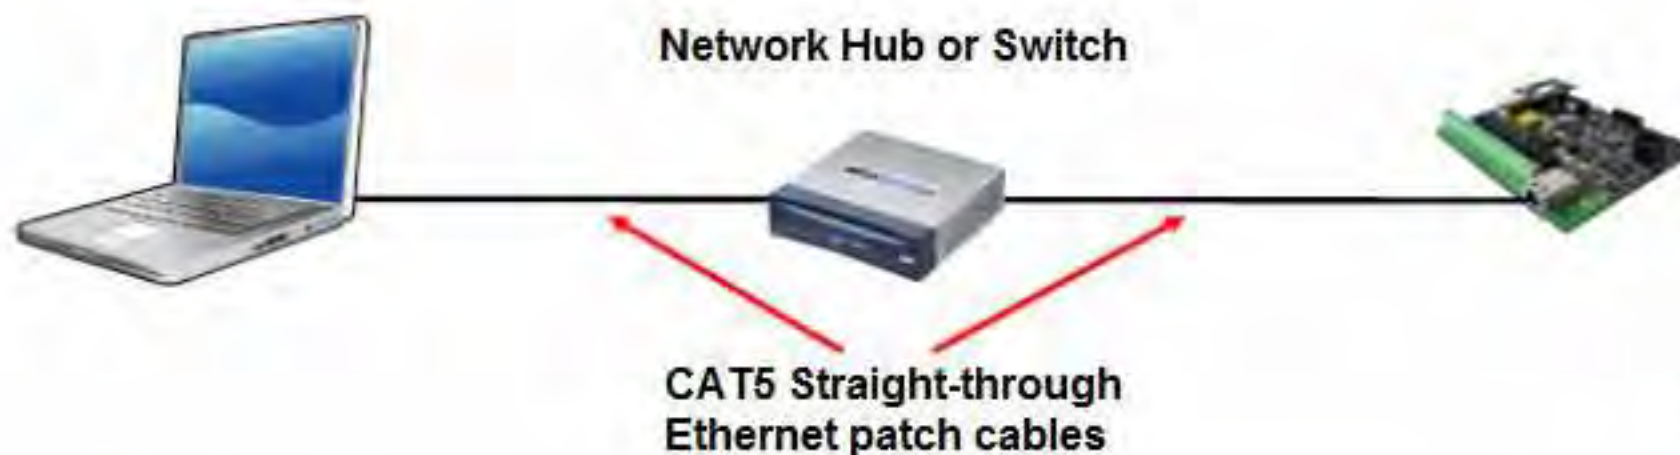 Network Hub or Switch
CAT5 Straight-through
Ethernet patch cables